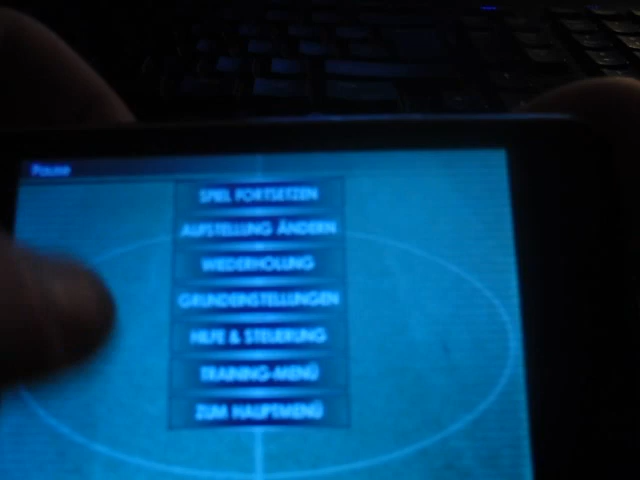 Pause
SPIEL FORTSETZEN
AUFSTELLUNG ÄNDERN
WIEDERHOLUNG
GRUNDEINSTELLUNGEN
HILFE & STEUERUNG
TRAINING-MENÜ
ZUM HAUPTMENÜ